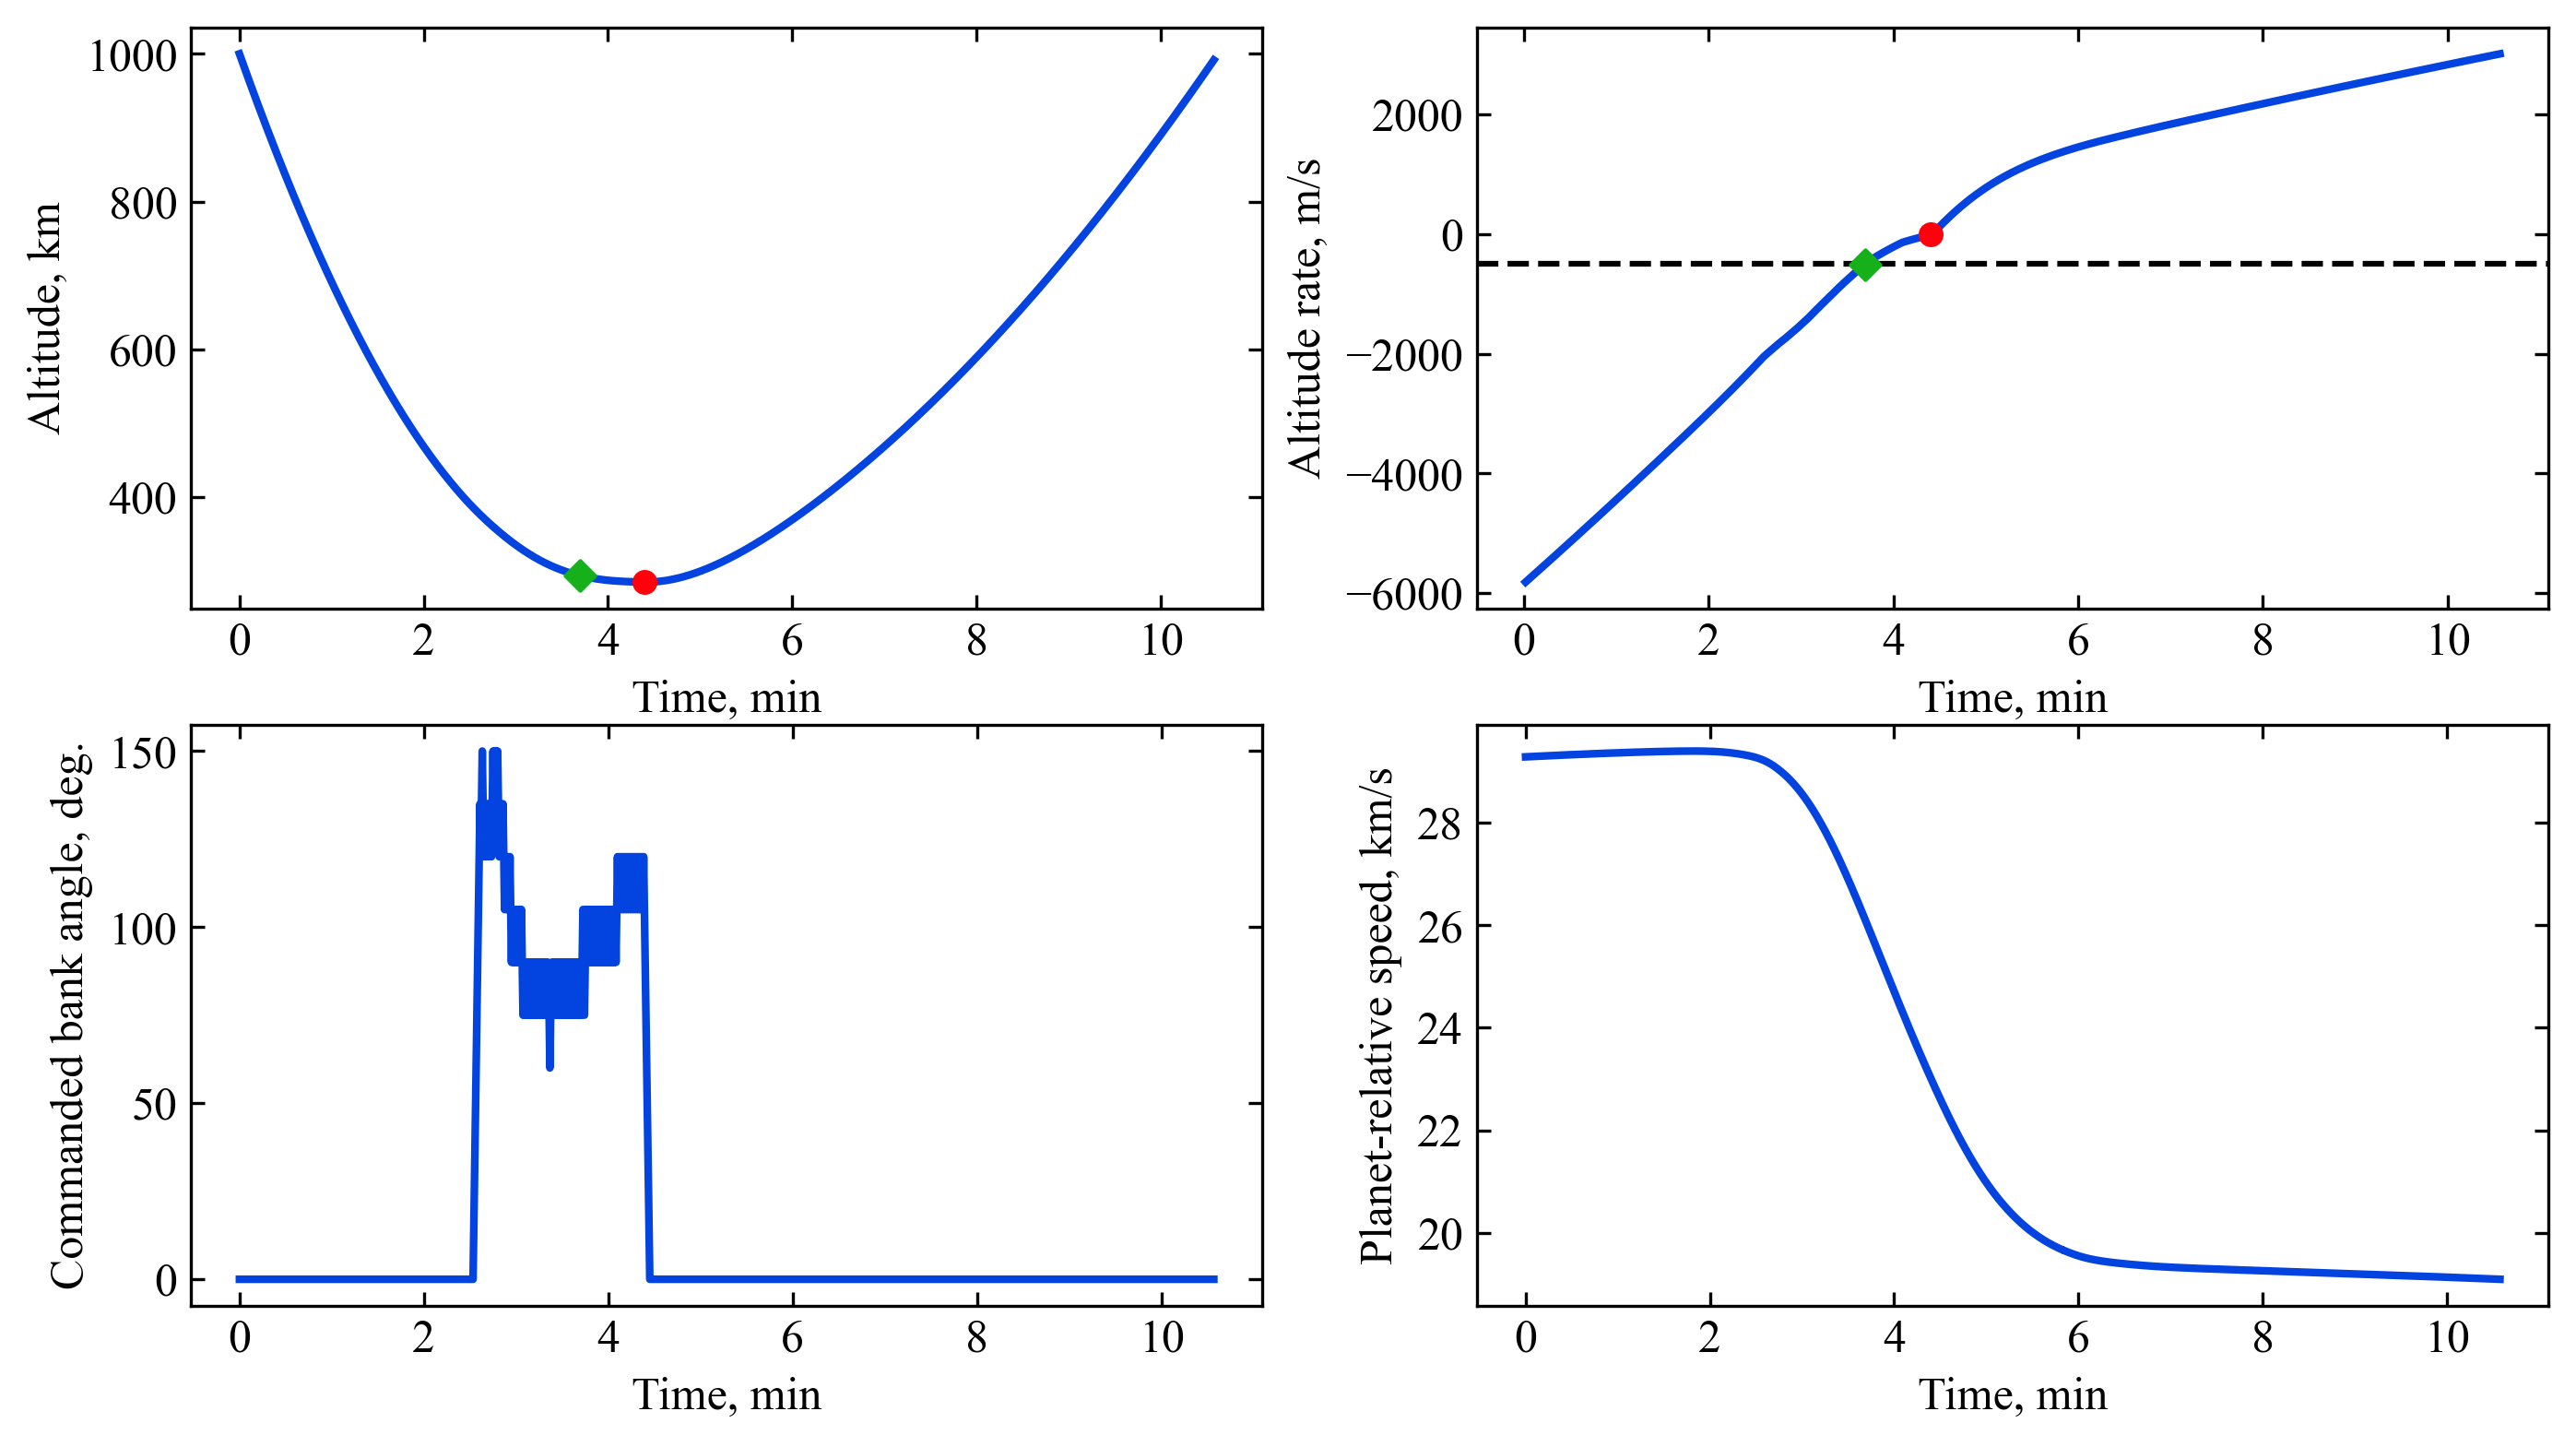 Altitude, km
1000
800
600
400
0 2 4 6 8 10
Time, min
Altitude rate, m/s
2000
0
−2000
−4000
−6000
0 2 4 6 8 10
Time, min
Commanded bank angle, deg.
150
100
50
0
0 2 4 6 8 10
Time, min
Planet-relative speed, km/s
28
26
24
22
20
0 2 4 6 8 10
Time, min